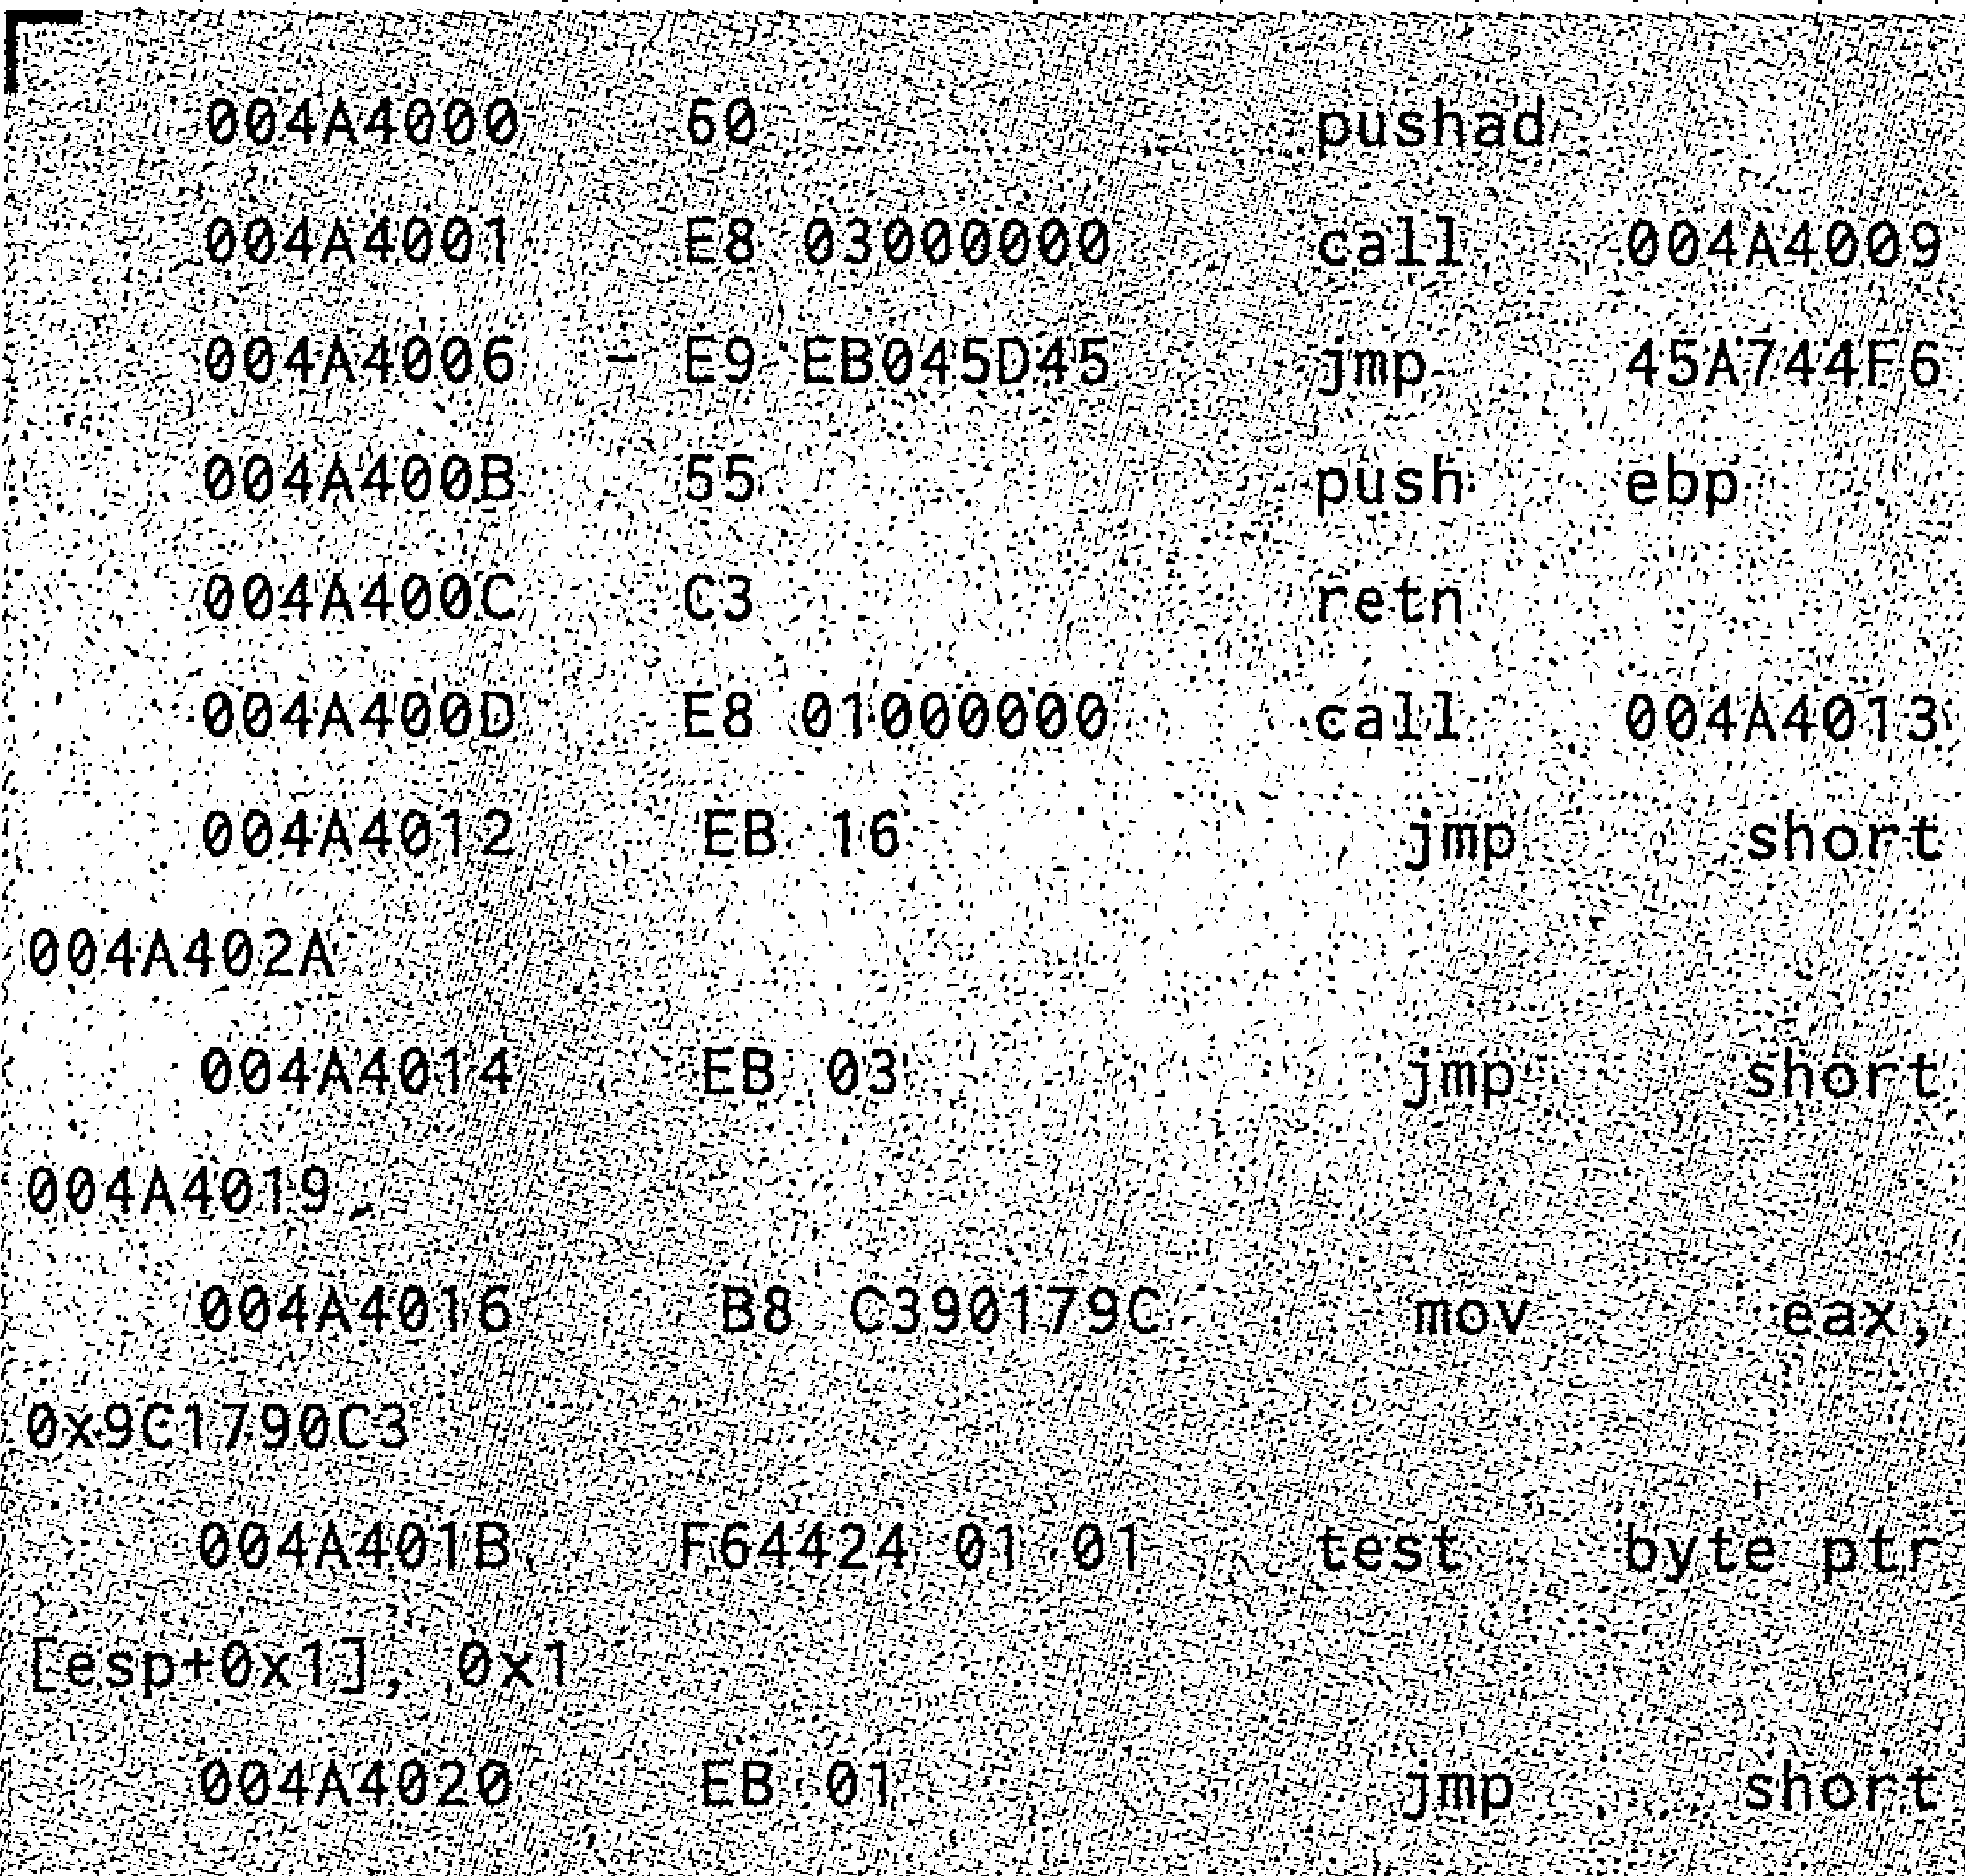 004A4000    60    pushad
004A4001    E8 03000000    call    004A4009
004A4006  - E9 EB045D45    jmp    45A744F6
004A400B    55    push    ebp
004A400C    C3    retn
004A400D    E8 01000000    call    004A4013
004A4012    EB 16    jmp    short
004A402A
004A4014    EB 03    jmp    short
004A4019
004A4016    B8 C390179C    mov    eax,
0x9C1790C3
004A401B    F64424 01 01    test    byte ptr
[esp+0x1], 0x1
004A4020    EB 01    jmp    short